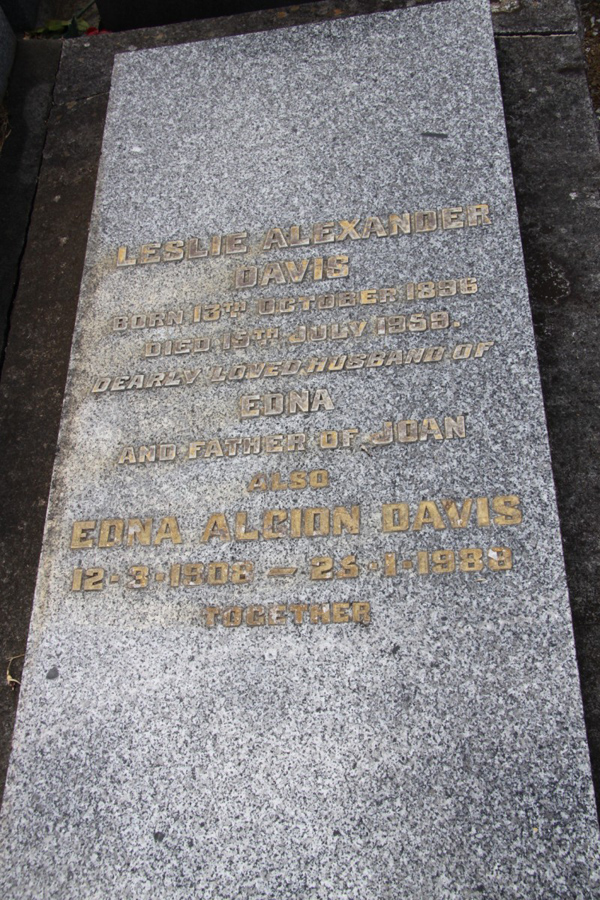 LESLIE ALEXANDER
DAVIS
BORN 13TH OCTOBER 1896
DIED 15TH JULY 1959.
DEARLY LOVED HUSBAND OF
EDNA
AND FATHER OF JOAN
ALSO
EDNA ALCION DAVIS
12-3-1908 — 25-1-1988
TOGETHER